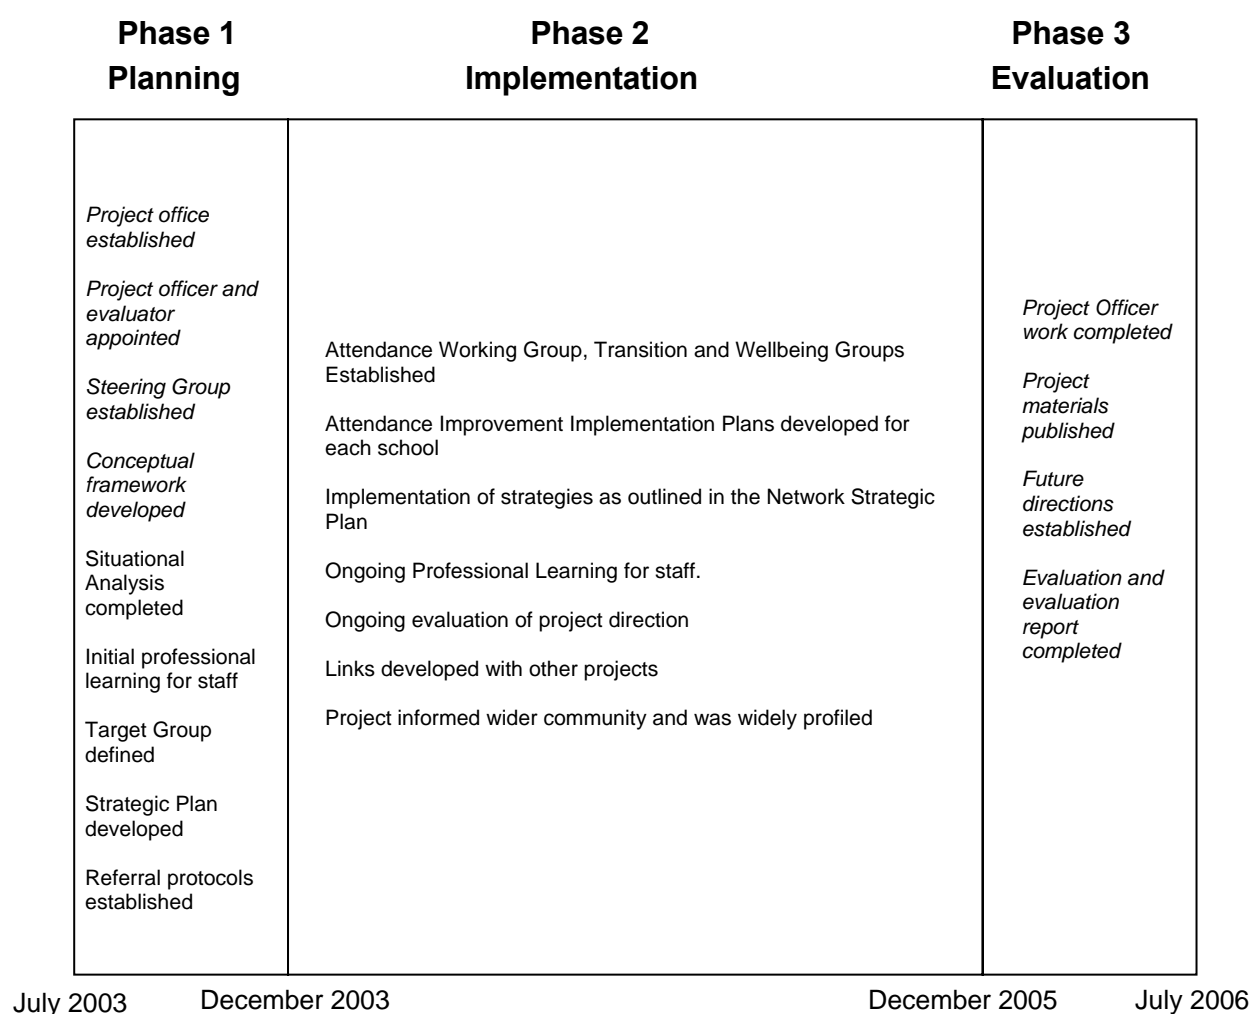 Phase 1
Planning
Phase 2
Implementation
Phase 3
Evaluation
Project office
established
Project officer and
evaluator
appointed
Steering Group
established
Conceptual
framework
developed
Situational
Analysis
completed
Initial professional
learning for staff
Target Group
defined
Strategic Plan
developed
Referral protocols
established
Attendance Working Group, Transition and Wellbeing Groups
Established
Attendance Improvement Implementation Plans developed for
each school
Implementation of strategies as outlined in the Network Strategic
Plan
Ongoing Professional Learning for staff.
Ongoing evaluation of project direction
Links developed with other projects
Project informed wider community and was widely profiled
Project Officer
work completed
Project
materials
published
Future
directions
established
Evaluation and
evaluation
report
completed
July 2003
December 2003
December 2005
July 2006